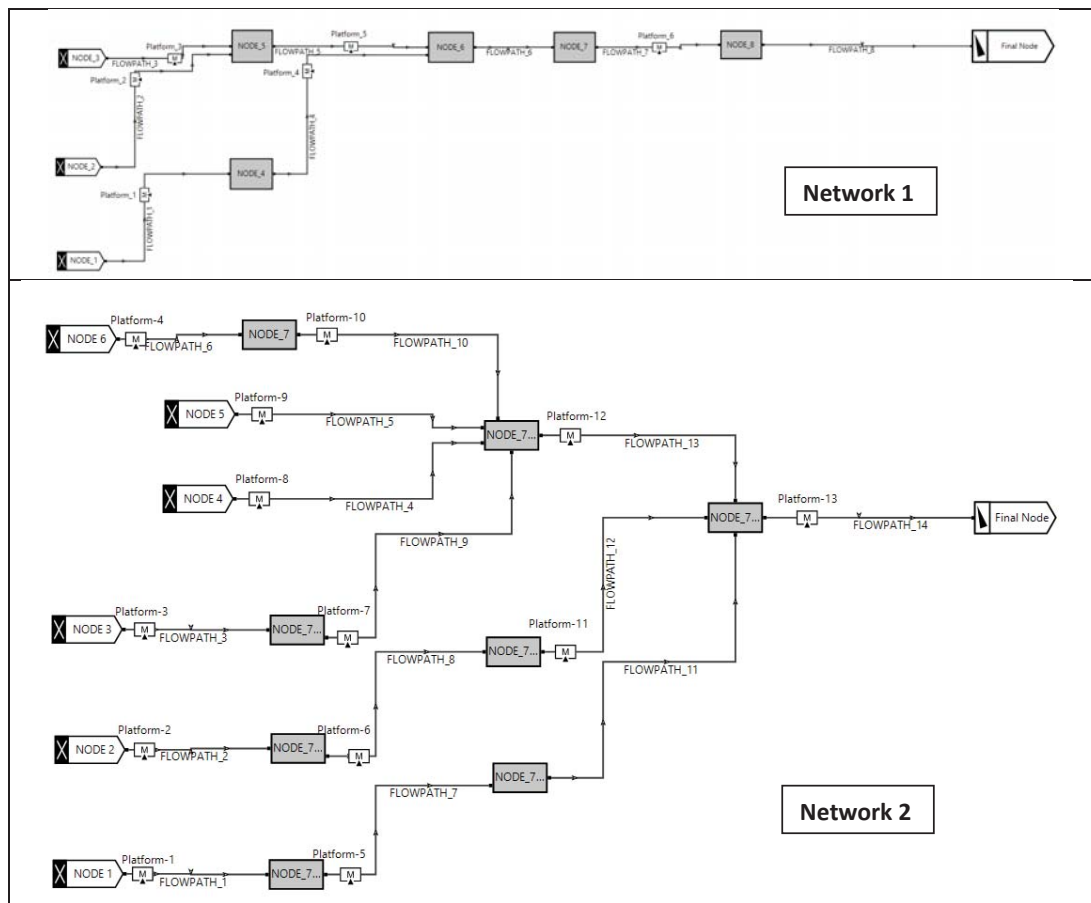 Platform_3
NODE_3
FLOWPATH_3
NODE_5
FLOWPATH_5
Platform_5
M
NODE_6
FLOWPATH_6
NODE_7
FLOWPATH_7
Platform_6
M
NODE_8
FLOWPATH_8
Final Node
M
Platform_2
M
Platform_4
M
FLOWPATH_2
FLOWPATH_4
NODE_2
NODE_4
Platform_1
M
FLOWPATH_1
NODE_1
Network 1
Platform-4
NODE 6
M
FLOWPATH_6
NODE_7
Platform-10
M
FLOWPATH_10
Platform-9
NODE 5
M
FLOWPATH_5
NODE_7...
Platform-12
M
FLOWPATH_13
Platform-8
NODE 4
M
FLOWPATH_4
NODE_7...
Platform-13
M
FLOWPATH_14
Final Node
FLOWPATH_9
FLOWPATH_12
Platform-3
NODE 3
M
FLOWPATH_3
NODE_7...
Platform-7
M
Platform-11
NODE_7...
M
FLOWPATH_8
FLOWPATH_11
Platform-2
NODE 2
M
FLOWPATH_2
NODE_7...
Platform-6
M
NODE_7...
FLOWPATH_7
Network 2
Platform-1
NODE 1
M
FLOWPATH_1
NODE_7...
Platform-5
M